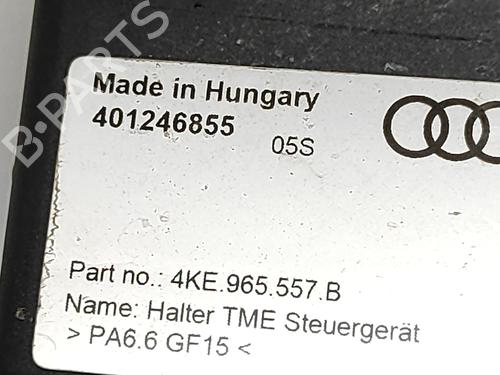 Made in Hungary
401246855
05S
Part no.: 4KE.965.557.B
Name: Halter TME Steuergerät
> PA6.6 GF15 <
B-PARTS